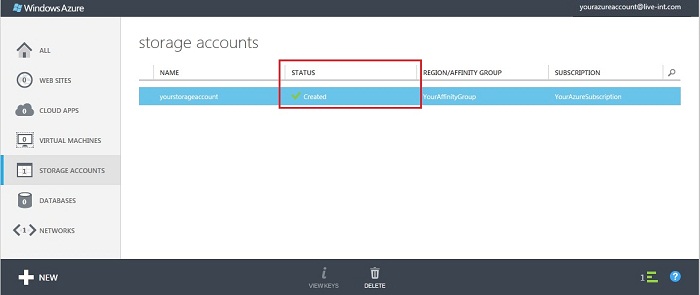 Windows Azure
yourazureaccount@live-int.com
ALL
0 WEB SITES
0 CLOUD APPS
0 VIRTUAL MACHINES
1 STORAGE ACCOUNTS
0 DATABASES
1 NETWORKS
storage accounts
NAME STATUS REGION/AFFINITY GROUP SUBSCRIPTION
yourstorageaccount Created YourAffinityGroup YourAzureSubscription
NEW
VIEW KEYS
DELETE
1
?